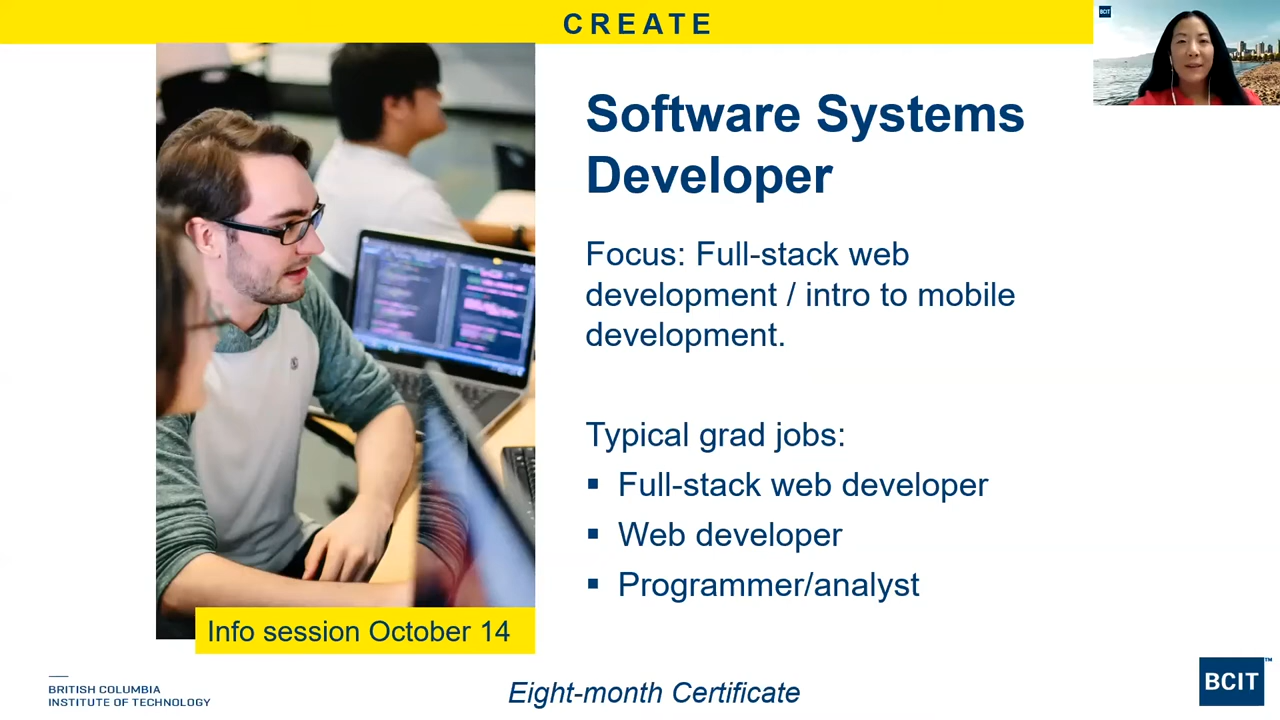 CREATE
BCIT
Software Systems
Developer
Focus: Full-stack web
development / intro to mobile
development.
Typical grad jobs:
▪ Full-stack web developer
▪ Web developer
▪ Programmer/analyst
Info session October 14
BRITISH COLUMBIA
INSTITUTE OF TECHNOLOGY
Eight-month Certificate
BCIT™